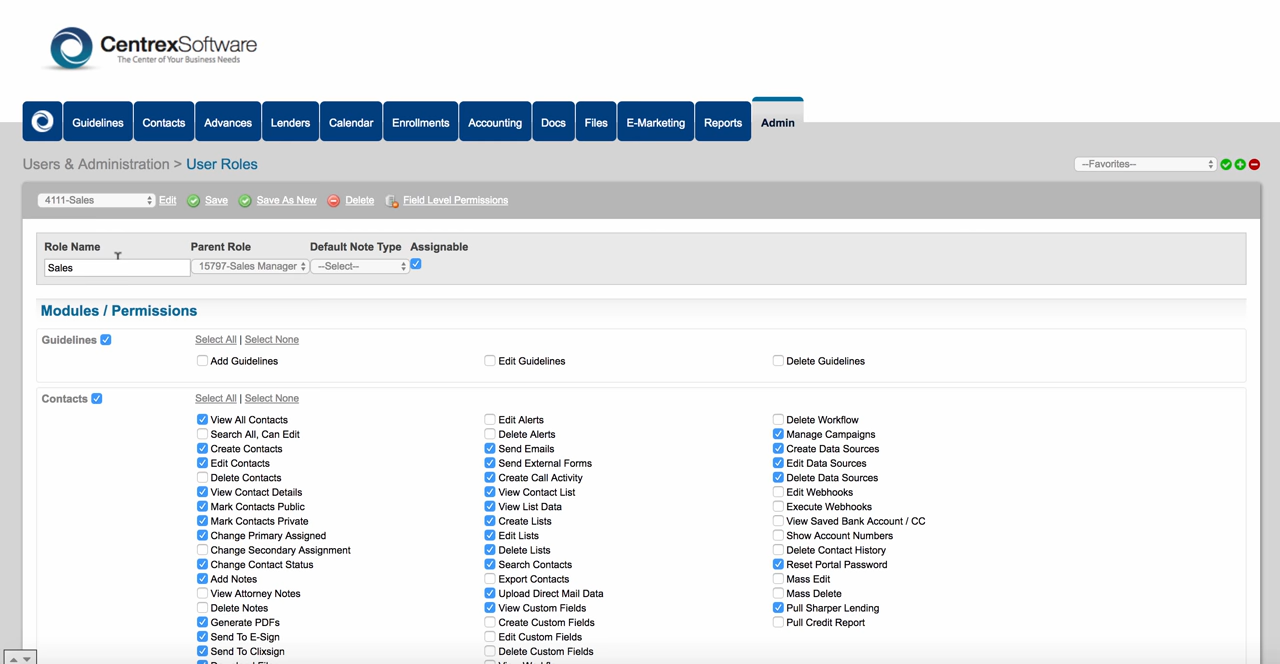 CentrexSoftware
The Center of Your Business Needs
Guidelines Contacts Advances Lenders Calendar Enrollments Accounting Docs Files E-Marketing Reports Admin
Users & Administration > User Roles --Favorites--
4111-Sales Edit Save Save As New Delete Field Level Permissions
Role Name Parent Role Default Note Type Assignable
Sales 15797-Sales Manager --Select--
Modules / Permissions
Guidelines Select All | Select None
Add Guidelines Edit Guidelines Delete Guidelines
Contacts Select All | Select None
View All Contacts Edit Alerts Delete Workflow
Search All, Can Edit Delete Alerts Manage Campaigns
Create Contacts Send Emails Create Data Sources
Edit Contacts Send External Forms Edit Data Sources
Delete Contacts Create Call Activity Delete Data Sources
View Contact Details View Contact List Edit Webhooks
Mark Contacts Public View List Data Execute Webhooks
Mark Contacts Private Create Lists View Saved Bank Account / CC
Change Primary Assigned Edit Lists Show Account Numbers
Change Secondary Assignment Delete Lists Delete Contact History
Change Contact Status Search Contacts Reset Portal Password
Add Notes Export Contacts Mass Edit
View Attorney Notes Upload Direct Mail Data Mass Delete
Delete Notes View Custom Fields Pull Sharper Lending
Generate PDFs Create Custom Fields Pull Credit Report
Send To E-Sign Edit Custom Fields
Send To Clixsign Delete Custom Fields